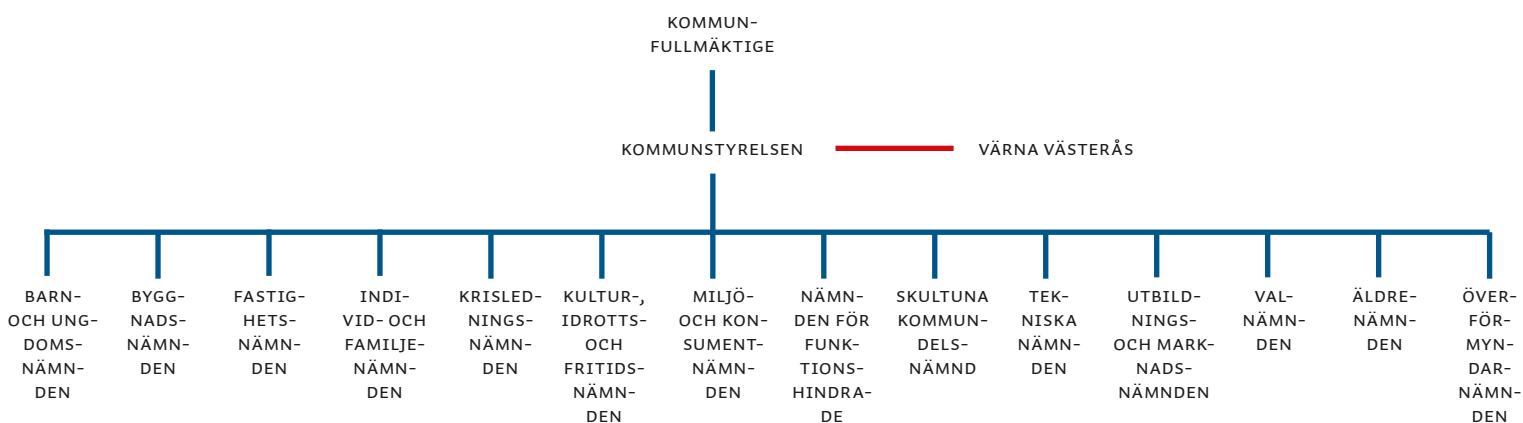 KOMMUN-
FULLMÄKTIGE
KOMMUNSTYRELSEN
VÄRNA VÄSTERÅS
BARN-
OCH UNG-
DOMS-
NÄMN-
DEN
BYGG-
NADS-
NÄMN-
DEN
FASTIG-
HETS-
NÄMN-
DEN
INDI-
VID- OCH
FAMILJE-
NÄMN-
DEN
KRISLED-
NINGS-
NÄMN-
DEN
KULTUR-,
IDROTTS-
OCH
FRITIDS-
NÄMN-
DEN
MILJÖ-
OCH KON-
SUMENT-
NÄMN-
DEN
NÄMN-
DEN FÖR
FUNK-
TIONS-
HINDRA-
DE
SKULTUNA
KOMMUN-
DELS-
NÄMND
TEK-
NISKA
NÄMN-
DEN
UTBILD-
NINGS-
OCH MARK-
NADS-
NÄMNDEN
VAL-
NÄMN-
DEN
ÄLDRE-
NÄMN-
DEN
ÖVER-
FÖR-
MYN-
DAR-
NÄMN-
DEN